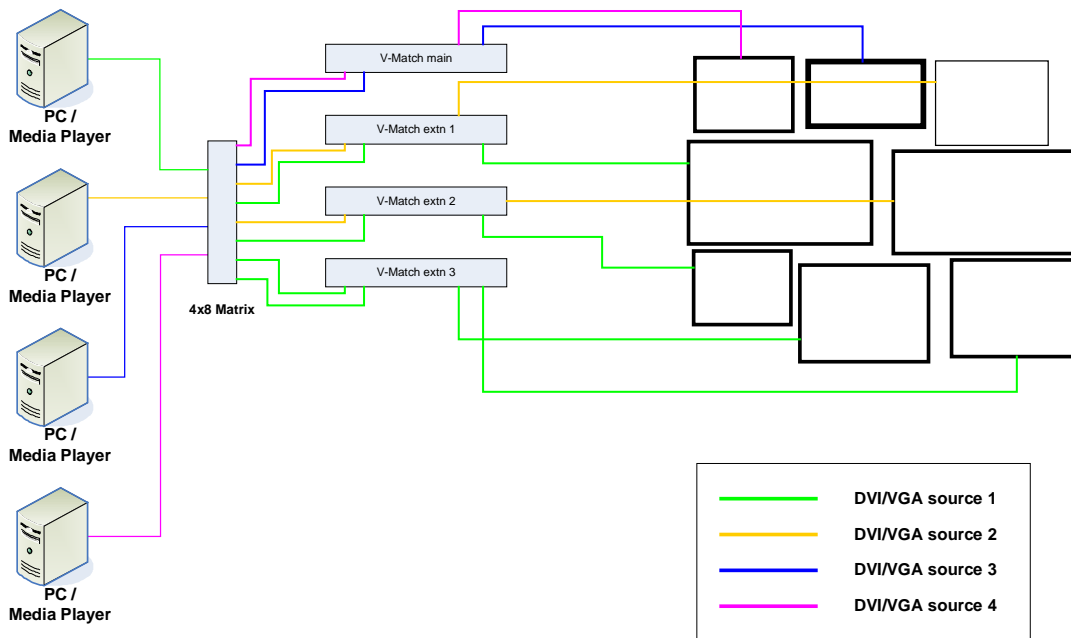 PC /
Media Player
PC /
Media Player
PC /
Media Player
PC /
Media Player
4x8 Matrix
V-Match main
V-Match extn 1
V-Match extn 2
V-Match extn 3
DVI/VGA source 1
DVI/VGA source 2
DVI/VGA source 3
DVI/VGA source 4